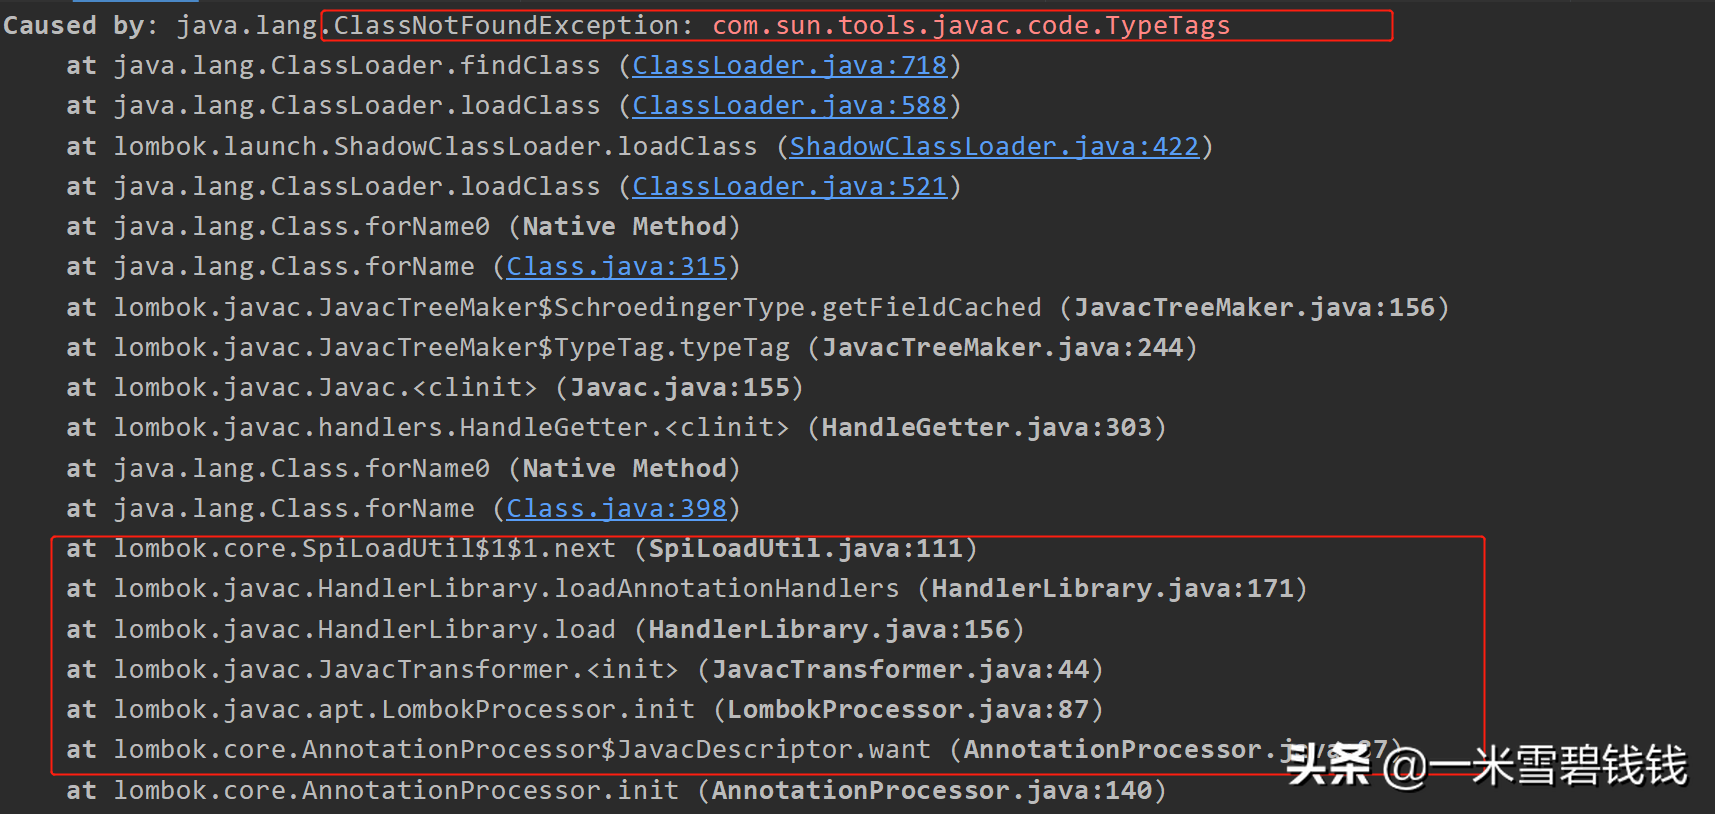 Caused by: java.lang.ClassNotFoundException: com.sun.tools.javac.code.TypeTags
at java.lang.ClassLoader.findClass (ClassLoader.java:718)
at java.lang.ClassLoader.loadClass (ClassLoader.java:588)
at lombok.launch.ShadowClassLoader.loadClass (ShadowClassLoader.java:422)
at java.lang.ClassLoader.loadClass (ClassLoader.java:521)
at java.lang.Class.forName0 (Native Method)
at java.lang.Class.forName (Class.java:315)
at lombok.javac.JavacTreeMaker$SchroedingerType.getFieldCached (JavacTreeMaker.java:156)
at lombok.javac.JavacTreeMaker$TypeTag.typeTag (JavacTreeMaker.java:244)
at lombok.javac.Javac.<clinit> (Javac.java:155)
at lombok.javac.handlers.HandleGetter.<clinit> (HandleGetter.java:303)
at java.lang.Class.forName0 (Native Method)
at java.lang.Class.forName (Class.java:398)
at lombok.core.SpiLoadUtil$1$1.next (SpiLoadUtil.java:111)
at lombok.javac.HandlerLibrary.loadAnnotationHandlers (HandlerLibrary.java:171)
at lombok.javac.HandlerLibrary.load (HandlerLibrary.java:156)
at lombok.javac.JavacTransformer.<init> (JavacTransformer.java:44)
at lombok.javac.apt.LombokProcessor.init (LombokProcessor.java:87)
at lombok.core.AnnotationProcessor$JavacDescriptor.want (AnnotationProcessor.java:87)
头条 @一米雪碧钱钱
at lombok.core.AnnotationProcessor.init (AnnotationProcessor.java:140)